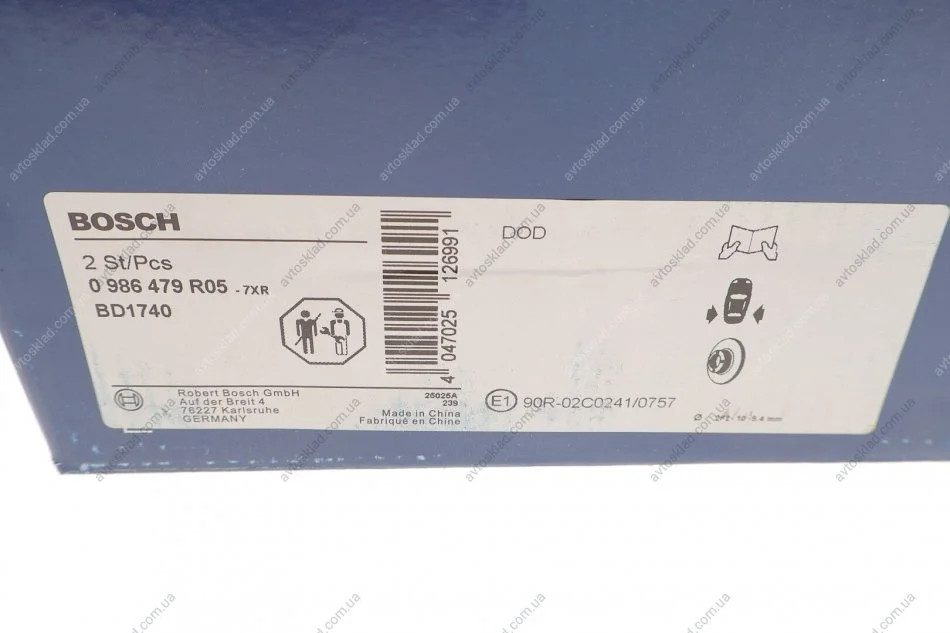 BOSCH
2 St/Pcs
0 986 479 R05 - 7XR
BD1740
4 047025 126991
DOD
Robert Bosch GmbH
Auf der Breit 4
76227 Karlsruhe
GERMANY
25025A
239
Made in China
Fabriqué en Chine
E1 90R-02C0241/0757
Ø mm
avtosklad.com.ua